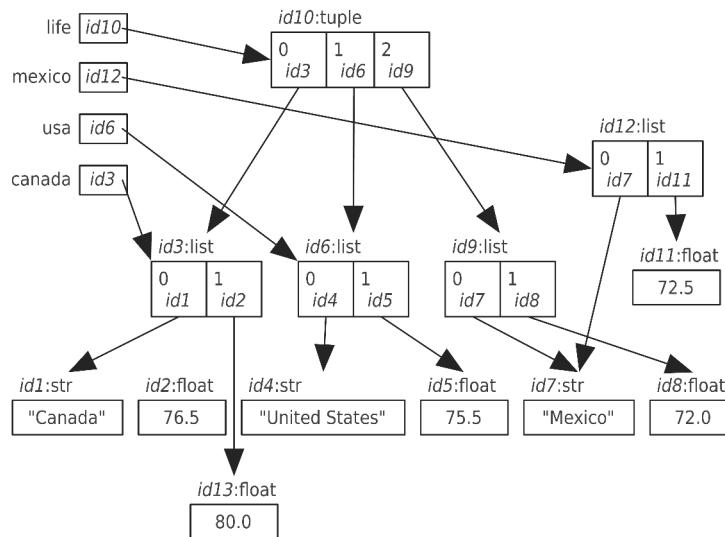 life id10
id10:tuple
0 1 2
id3 id6 id9
mexico id12
usa id6
canada id3
id12:list
0 1
id7 id11
id11:float
72.5
id3:list
0 1
id1 id2
id6:list
0 1
id4 id5
id9:list
0 1
id7 id8
id1:str
"Canada"
id2:float
76.5
id4:str
"United States"
id5:float
75.5
id7:str
"Mexico"
id8:float
72.0
id13:float
80.0